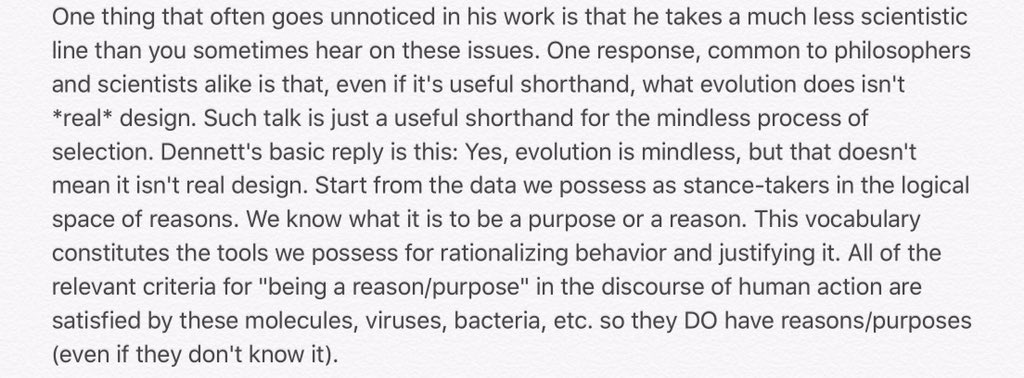 One thing that often goes unnoticed in his work is that he takes a much less scientistic
line than you sometimes hear on these issues. One response, common to philosophers
and scientists alike is that, even if it's useful shorthand, what evolution does isn't
*real* design. Such talk is just a useful shorthand for the mindless process of
selection. Dennett's basic reply is this: Yes, evolution is mindless, but that doesn't
mean it isn't real design. Start from the data we possess as stance-takers in the logical
space of reasons. We know what it is to be a purpose or a reason. This vocabulary
constitutes the tools we possess for rationalizing behavior and justifying it. All of the
relevant criteria for "being a reason/purpose" in the discourse of human action are
satisfied by these molecules, viruses, bacteria, etc. so they DO have reasons/purposes
(even if they don't know it).